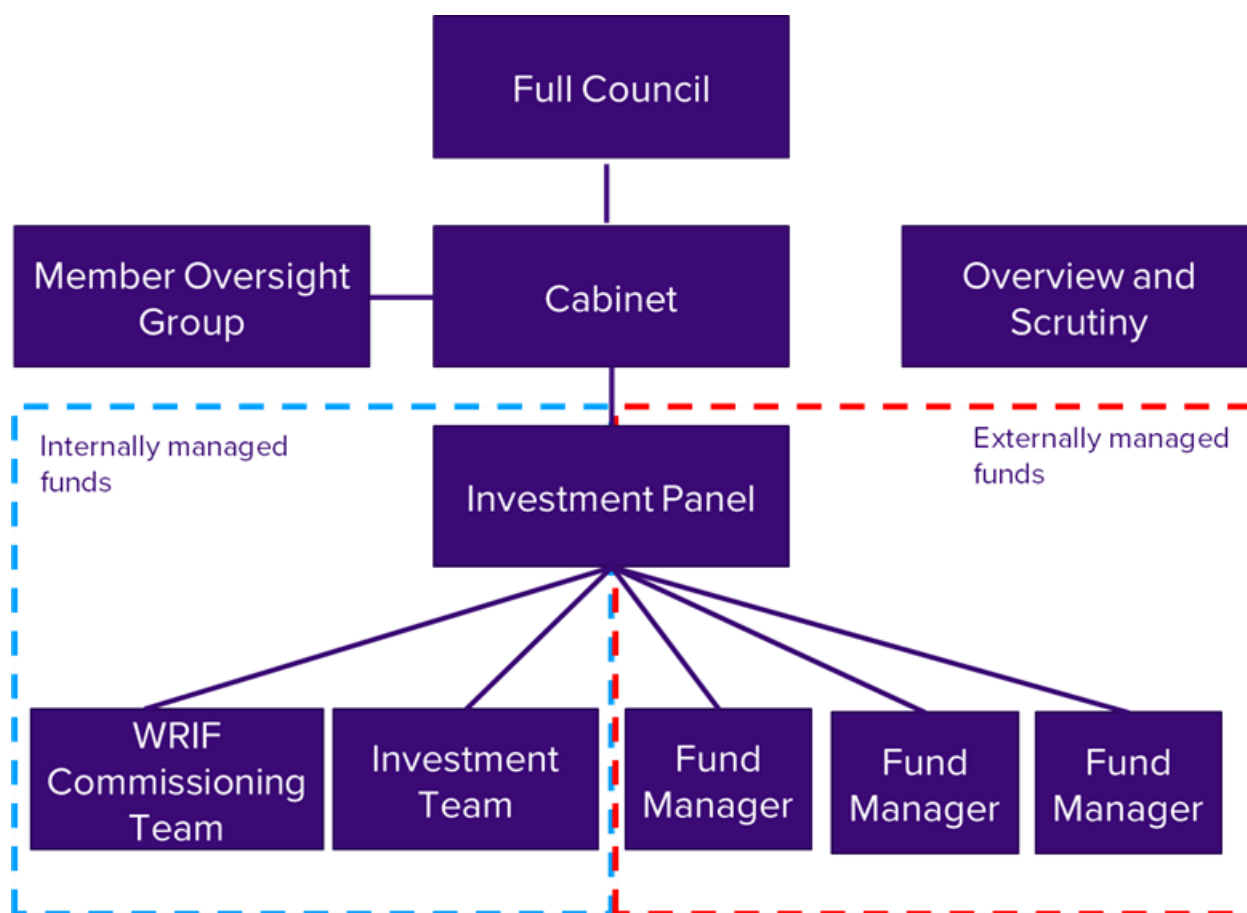 Full Council
Member Oversight
Group
Cabinet
Overview and
Scrutiny
Internally managed
funds
Externally managed
funds
Investment Panel
WRIF
Commissioning
Team
Investment
Team
Fund
Manager
Fund
Manager
Fund
Manager